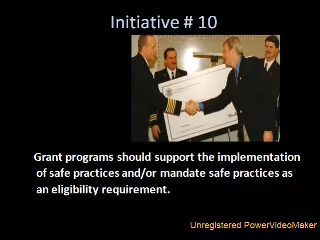 Initiative # 10
Grant programs should support the implementation
of safe practices and/or mandate safe practices as
an eligibility requirement.
Unregistered PowerVideoMaker